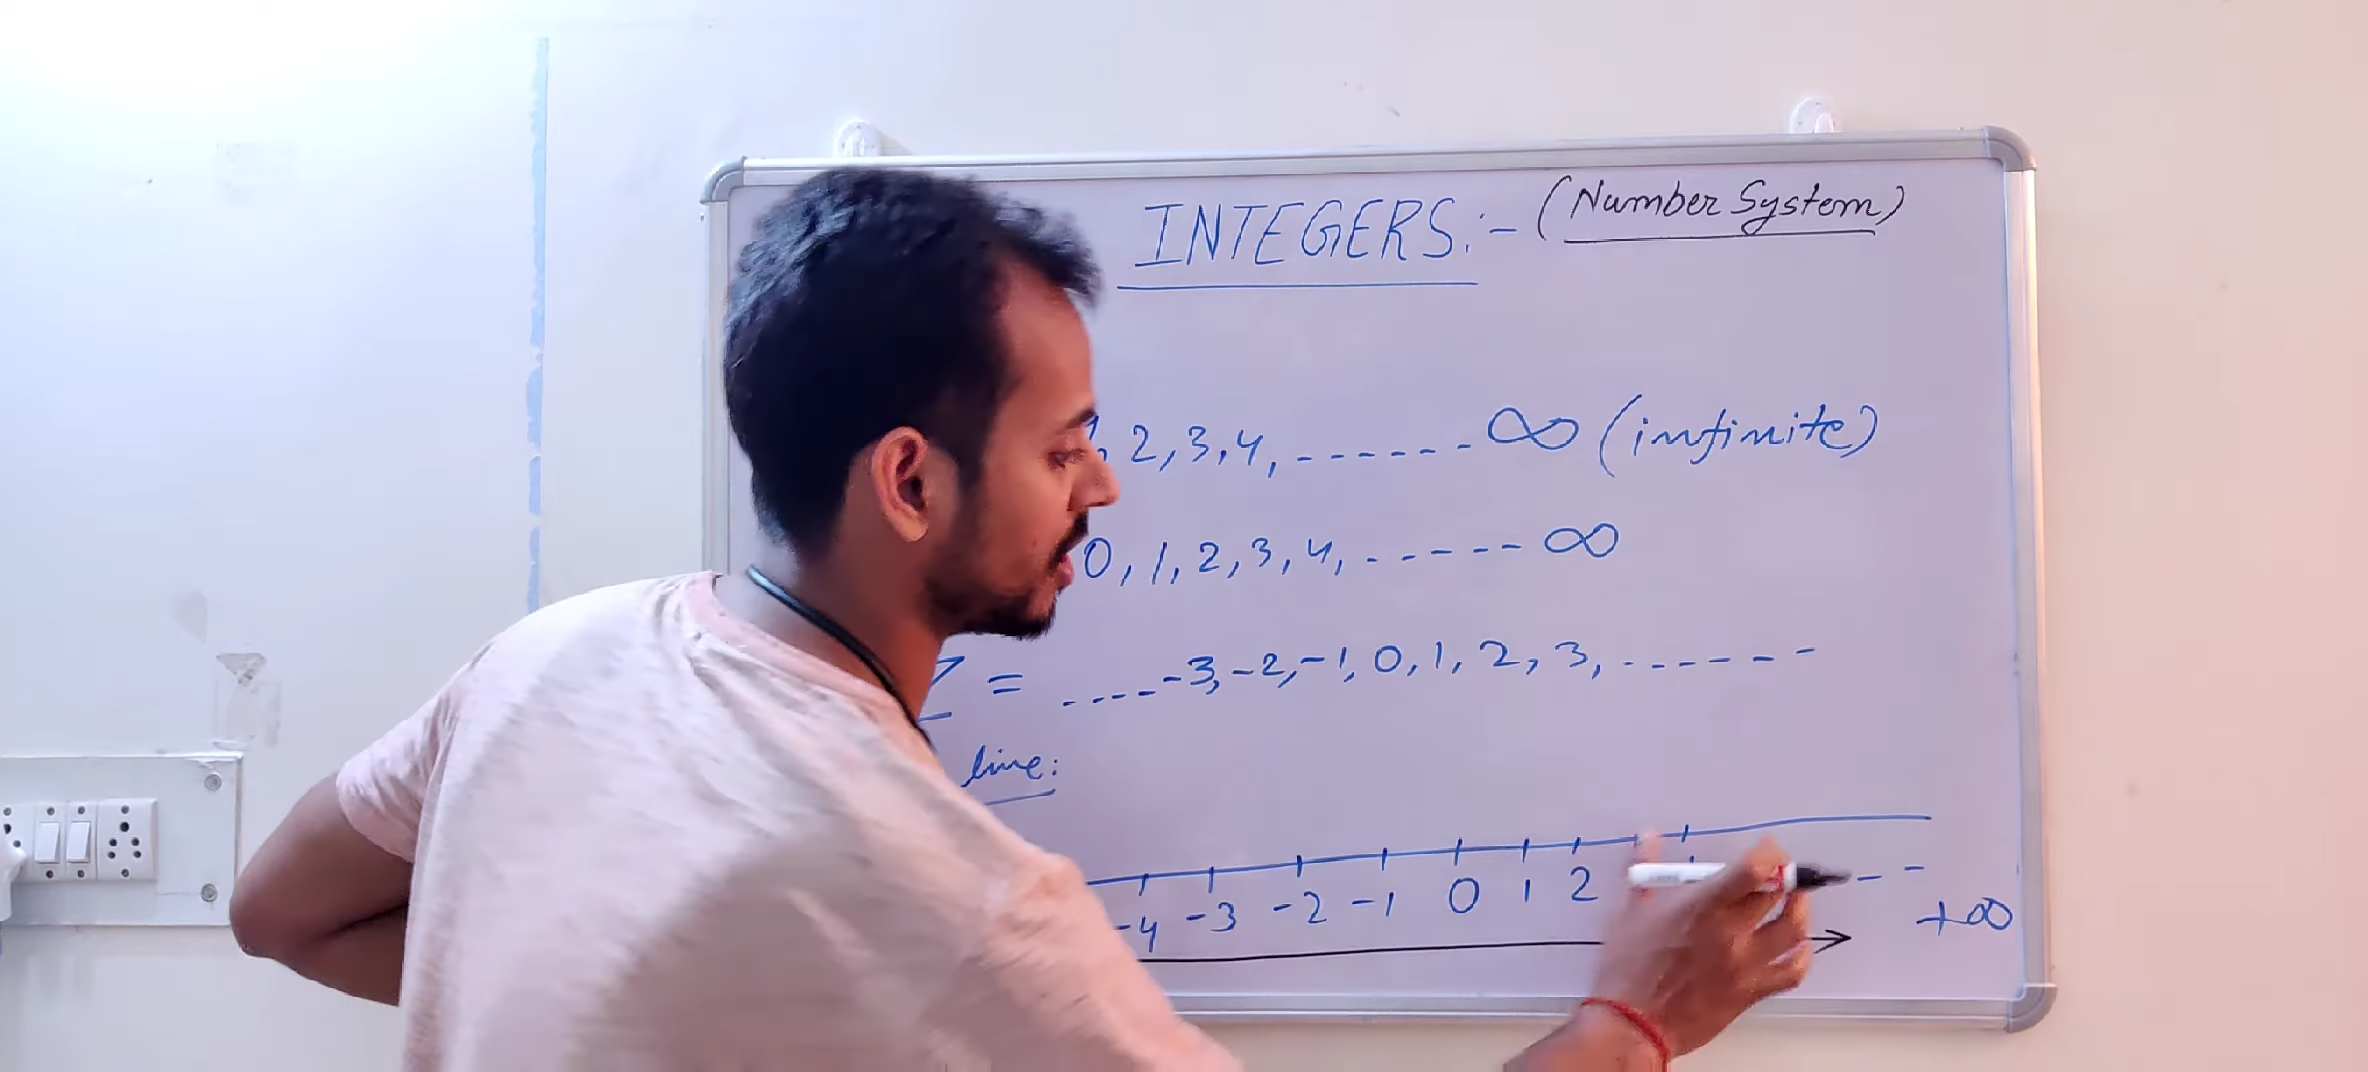 INTEGERS:- (Number System)
1, 2, 3, 4, ------- ∞ (infinite)
0, 1, 2, 3, 4, ------ ∞
Z = -----3, -2, -1, 0, 1, 2, 3, -------
line:
-4 -3 -2 -1 0 1 2 -- +∞